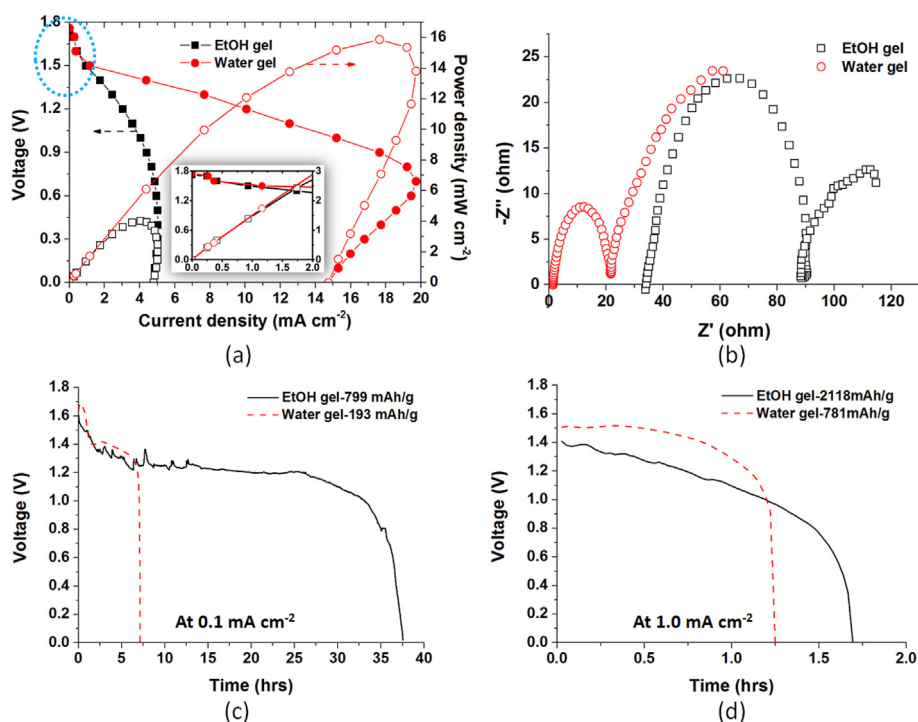 EtOH gel
Water gel
Voltage (V)
1.8
1.5
1.2
0.9
0.6
0.3
0.0
16
14
12
10
8
6
4
2
0
Power density (mW cm-2)
1.8
1.2
0.6
0.0
3
2
1
0
0.0 0.4 0.8 1.2 1.6 2.0
0 2 4 6 8 10 12 14 16 18 20
Current density (mA cm-2)
(a)
EtOH gel
Water gel
-Z'' (ohm)
25
20
15
10
5
0
0 20 40 60 80 100 120
Z' (ohm)
(b)
EtOH gel-799 mAh/g
Water gel-193 mAh/g
Voltage (V)
1.8
1.6
1.4
1.2
1.0
0.8
0.6
0.4
0.2
0.0
At 0.1 mA cm-2
0 5 10 15 20 25 30 35 40
Time (hrs)
(c)
EtOH gel-2118mAh/g
Water gel-781mAh/g
Voltage (V)
1.8
1.6
1.4
1.2
1.0
0.8
0.6
0.4
0.2
0.0
At 1.0 mA cm-2
0.0 0.5 1.0 1.5 2.0
Time (hrs)
(d)